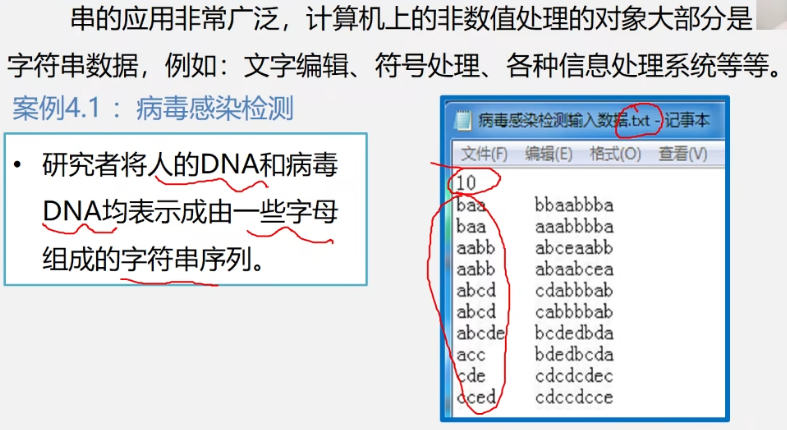 串的应用非常广泛，计算机上的非数值处理的对象大部分是
字符串数据，例如：文字编辑、符号处理、各种信息处理系统等等。
案例4.1 ：病毒感染检测
• 研究者将人的DNA和病毒
DNA均表示成由一些字母
组成的字符串序列。
病毒感染检测输入数据.txt - 记事本
文件(F) 编辑(E) 格式(O) 查看(V)
10
baa bbaabbba
baa aaabbbba
aabb abceaabb
aabb abaabcea
abcd cdabbbab
abcd cabbbbab
abcde bcdedbda
acc bdedbcda
cde cdcdcdec
cced cdccdcce